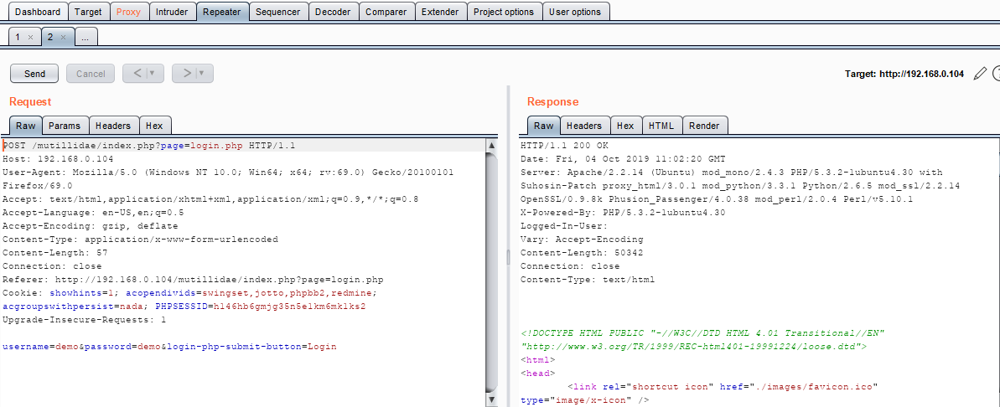 Dashboard Target Proxy Intruder Repeater Sequencer Decoder Comparer Extender Project options User options
1 × 2 × ...
Send Cancel < ▼ > ▼ Target: http://192.168.0.104 ?
Request
Raw Params Headers Hex
POST /mutillidae/index.php?page=login.php HTTP/1.1
Host: 192.168.0.104
User-Agent: Mozilla/5.0 (Windows NT 10.0; Win64; x64; rv:69.0) Gecko/20100101
Firefox/69.0
Accept: text/html,application/xhtml+xml,application/xml;q=0.9,*/*;q=0.8
Accept-Language: en-US,en;q=0.5
Accept-Encoding: gzip, deflate
Content-Type: application/x-www-form-urlencoded
Content-Length: 57
Connection: close
Referer: http://192.168.0.104/mutillidae/index.php?page=login.php
Cookie: showhints=1; acopendivids=swingset,jotto,phpbb2,redmine;
acgroupswithpersist=nada; PHPSESSID=hl46hb6gmjg35n5elkm6mklks2
Upgrade-Insecure-Requests: 1
username=demo&password=demo&login-php-submit-button=Login
Response
Raw Headers Hex HTML Render
HTTP/1.1 200 OK
Date: Fri, 04 Oct 2019 11:02:20 GMT
Server: Apache/2.2.14 (Ubuntu) mod_mono/2.4.3 PHP/5.3.2-1ubuntu4.30 with
Suhosin-Patch proxy_html/3.0.1 mod_python/3.3.1 Python/2.6.5 mod_ssl/2.2.14
OpenSSL/0.9.8k Phusion_Passenger/4.0.38 mod_perl/2.0.4 Perl/v5.10.1
X-Powered-By: PHP/5.3.2-1ubuntu4.30
Logged-In-User:
Vary: Accept-Encoding
Content-Length: 50342
Connection: close
Content-Type: text/html
<!DOCTYPE HTML PUBLIC "-//W3C//DTD HTML 4.01 Transitional//EN"
"http://www.w3.org/TR/1999/REC-html401-19991224/loose.dtd">
<html>
<head>
<link rel="shortcut icon" href="./images/favicon.ico"
type="image/x-icon" />